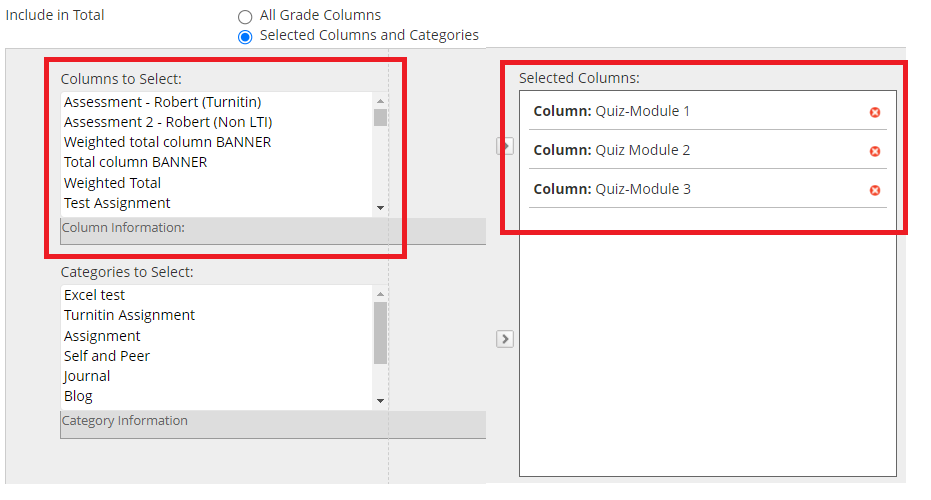 Include in Total
All Grade Columns
Selected Columns and Categories
Columns to Select:
Assessment - Robert (Turnitin)
Assessment 2 - Robert (Non LTI)
Weighted total column BANNER
Total column BANNER
Weighted Total
Test Assignment
Column Information:
Categories to Select:
Excel test
Turnitin Assignment
Assignment
Self and Peer
Journal
Blog
Category Information
Selected Columns:
Column: Quiz-Module 1
Column: Quiz Module 2
Column: Quiz-Module 3